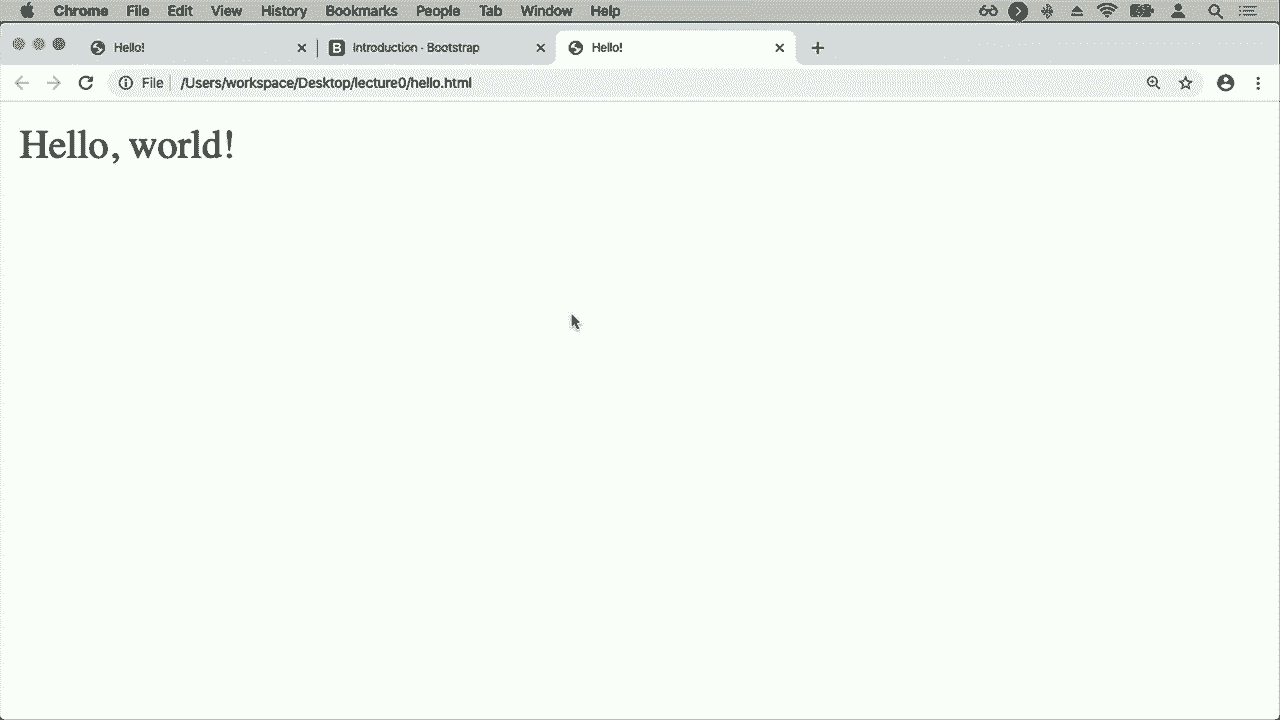 Chrome File Edit View History Bookmarks People Tab Window Help
Hello! B Introduction - Bootstrap Hello!
File /Users/workspace/Desktop/lecture0/hello.html
Hello, world!